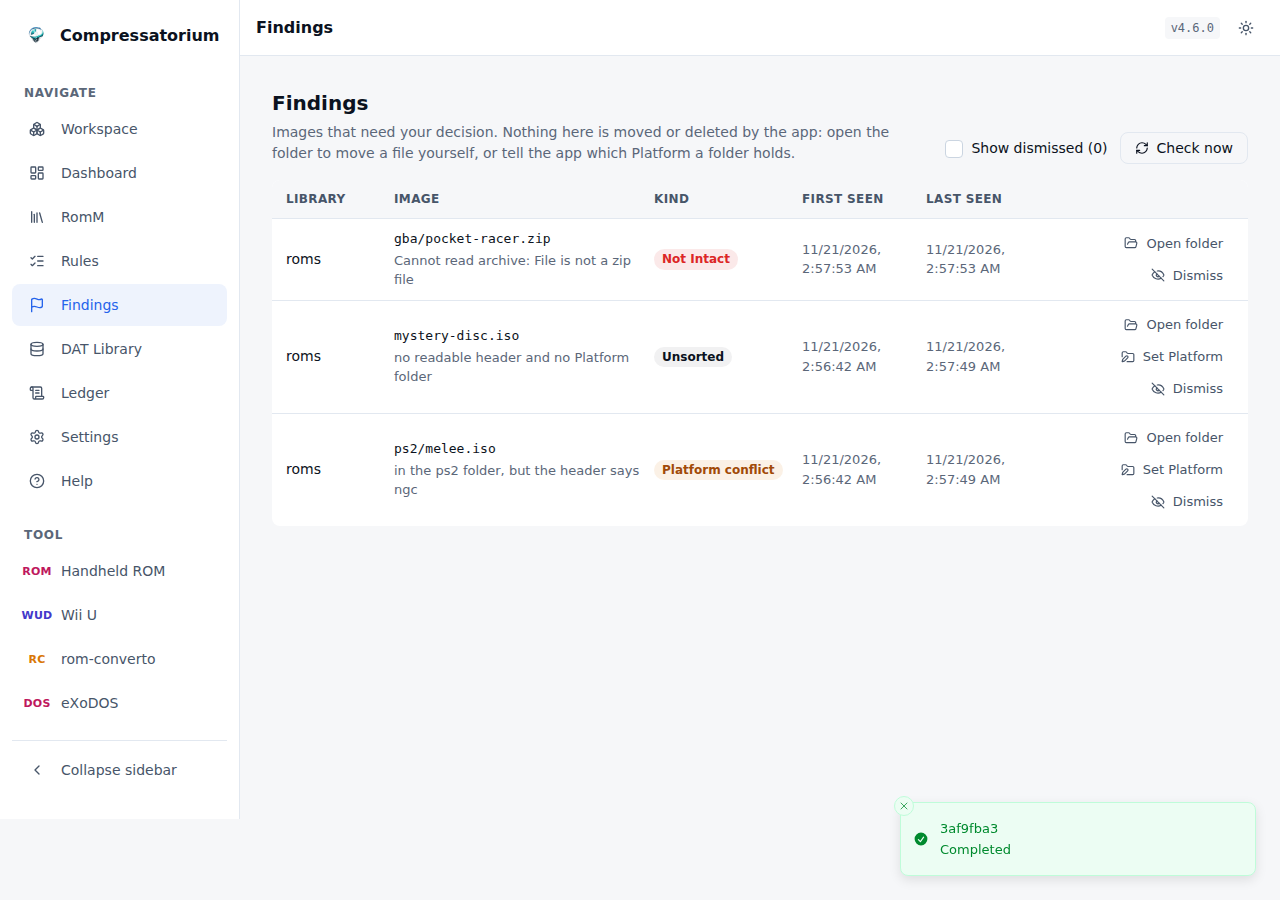 Compressatorium
NAVIGATE
Workspace
Dashboard
RomM
Rules
Findings
DAT Library
Ledger
Settings
Help
TOOL
ROM Handheld ROM
WUD Wii U
RC rom-converto
DOS eXoDOS
Collapse sidebar
Findings
v4.6.0
Findings
Images that need your decision. Nothing here is moved or deleted by the app: open the
folder to move a file yourself, or tell the app which Platform a folder holds.
Show dismissed (0)
Check now
LIBRARY IMAGE KIND FIRST SEEN LAST SEEN
roms
gba/pocket-racer.zip
Cannot read archive: File is not a zip
file
Not Intact
11/21/2026,
2:57:53 AM
11/21/2026,
2:57:53 AM
Open folder
Dismiss
roms
mystery-disc.iso
no readable header and no Platform
folder
Unsorted
11/21/2026,
2:56:42 AM
11/21/2026,
2:57:49 AM
Open folder
Set Platform
Dismiss
roms
ps2/melee.iso
in the ps2 folder, but the header says
ngc
Platform conflict
11/21/2026,
2:56:42 AM
11/21/2026,
2:57:49 AM
Open folder
Set Platform
Dismiss
3af9fba3
Completed